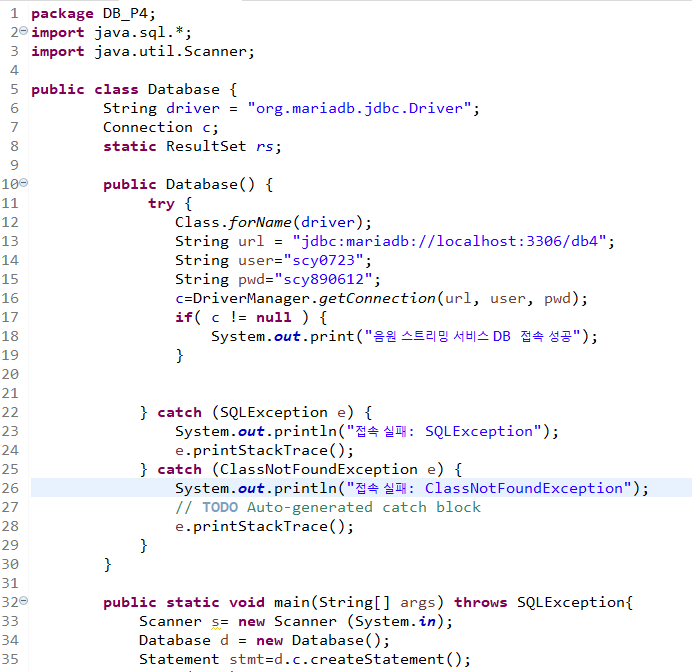 1 package DB_P4;
2 import java.sql.*;
3 import java.util.Scanner;
4
5 public class Database {
6 String driver = "org.mariadb.jdbc.Driver";
7 Connection c;
8 static ResultSet rs;
9
10 public Database() {
11 try {
12 Class.forName(driver);
13 String url = "jdbc:mariadb://localhost:3306/db4";
14 String user="scy0723";
15 String pwd="scy890612";
16 c=DriverManager.getConnection(url, user, pwd);
17 if( c != null ) {
18 System.out.print("음원 스트리밍 서비스 DB 접속 성공");
19 }
20
21
22 } catch (SQLException e) {
23 System.out.println("접속 실패: SQLException");
24 e.printStackTrace();
25 } catch (ClassNotFoundException e) {
26 System.out.println("접속 실패: ClassNotFoundException");
27 // TODO Auto-generated catch block
28 e.printStackTrace();
29 }
30 }
31
32 public static void main(String[] args) throws SQLException{
33 Scanner s= new Scanner (System.in);
34 Database d = new Database();
35 Statement stmt=d.c.createStatement();